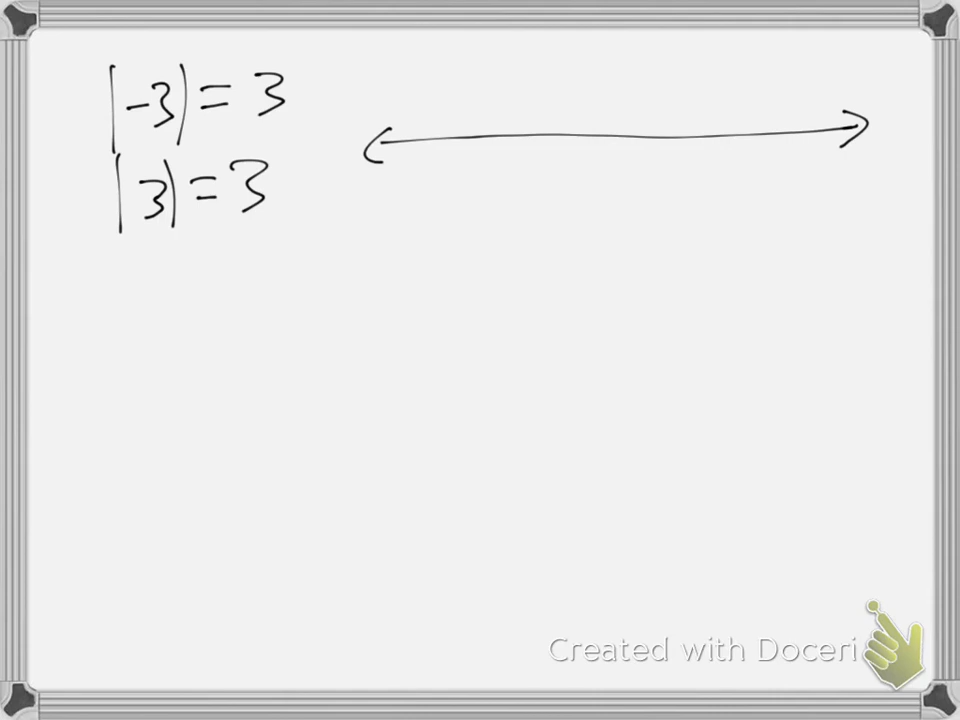 |-3| = 3
|3| = 3
Created with Doceri